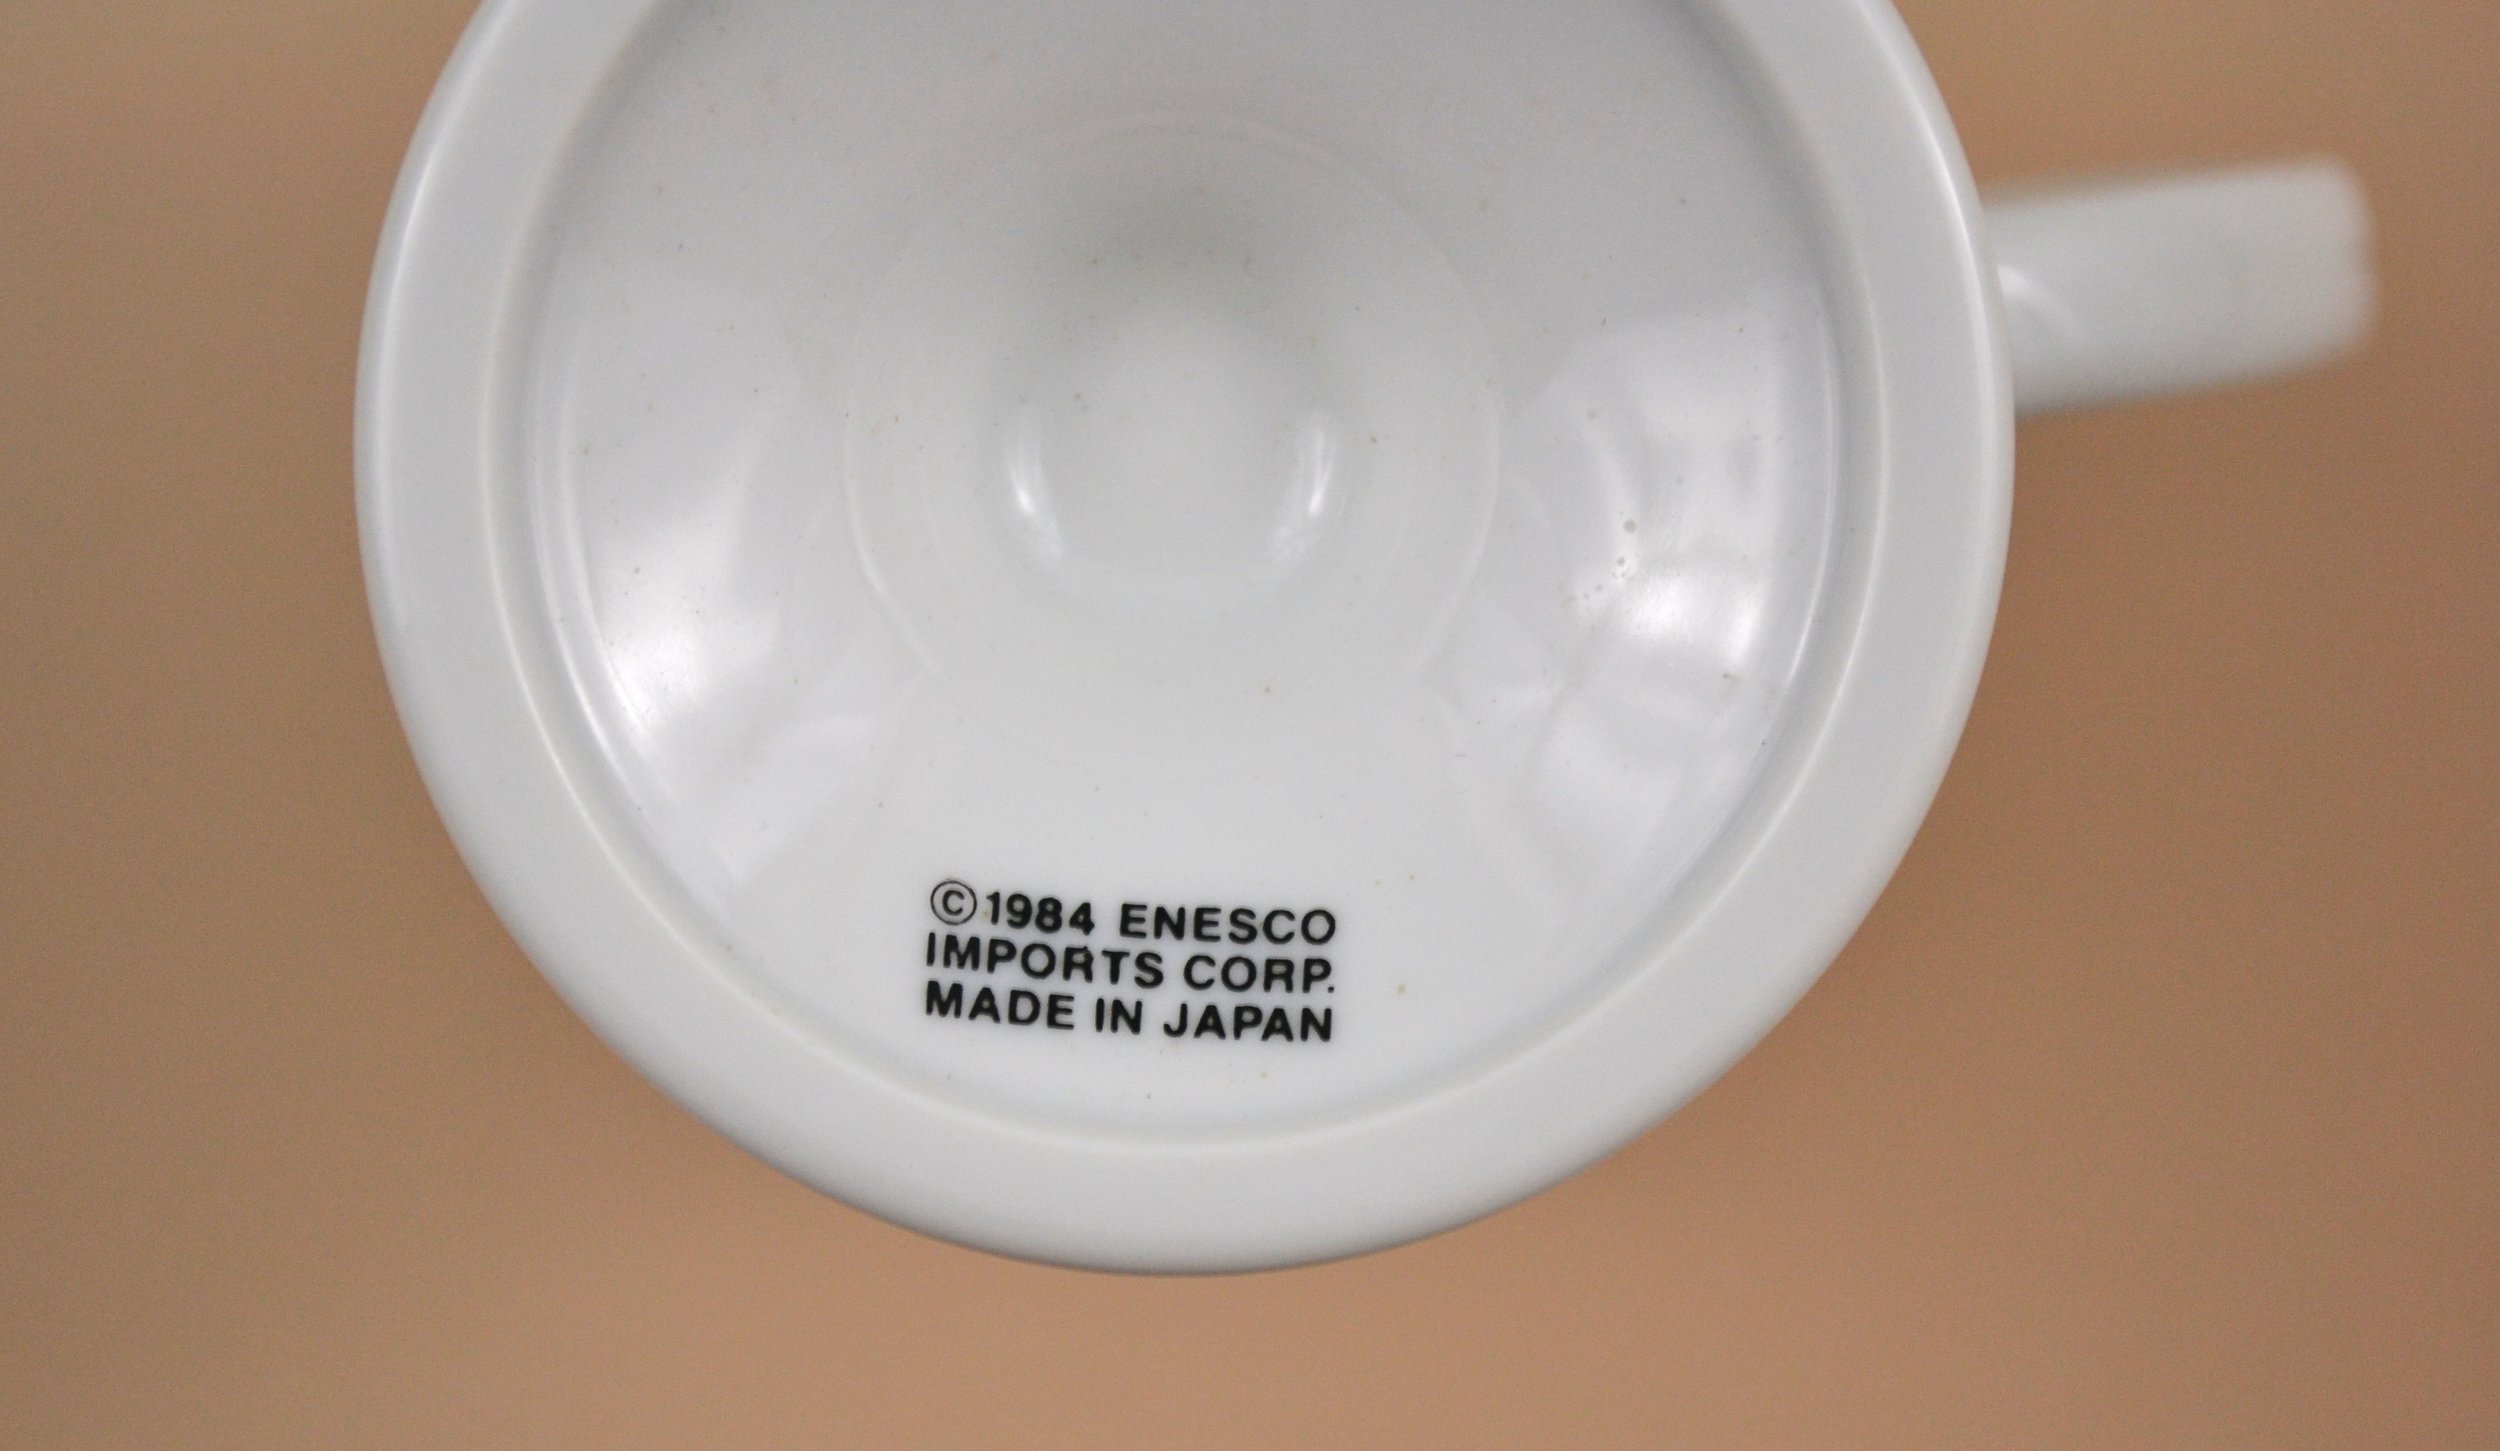 ©1984 ENESCO
IMPORTS CORP.
MADE IN JAPAN